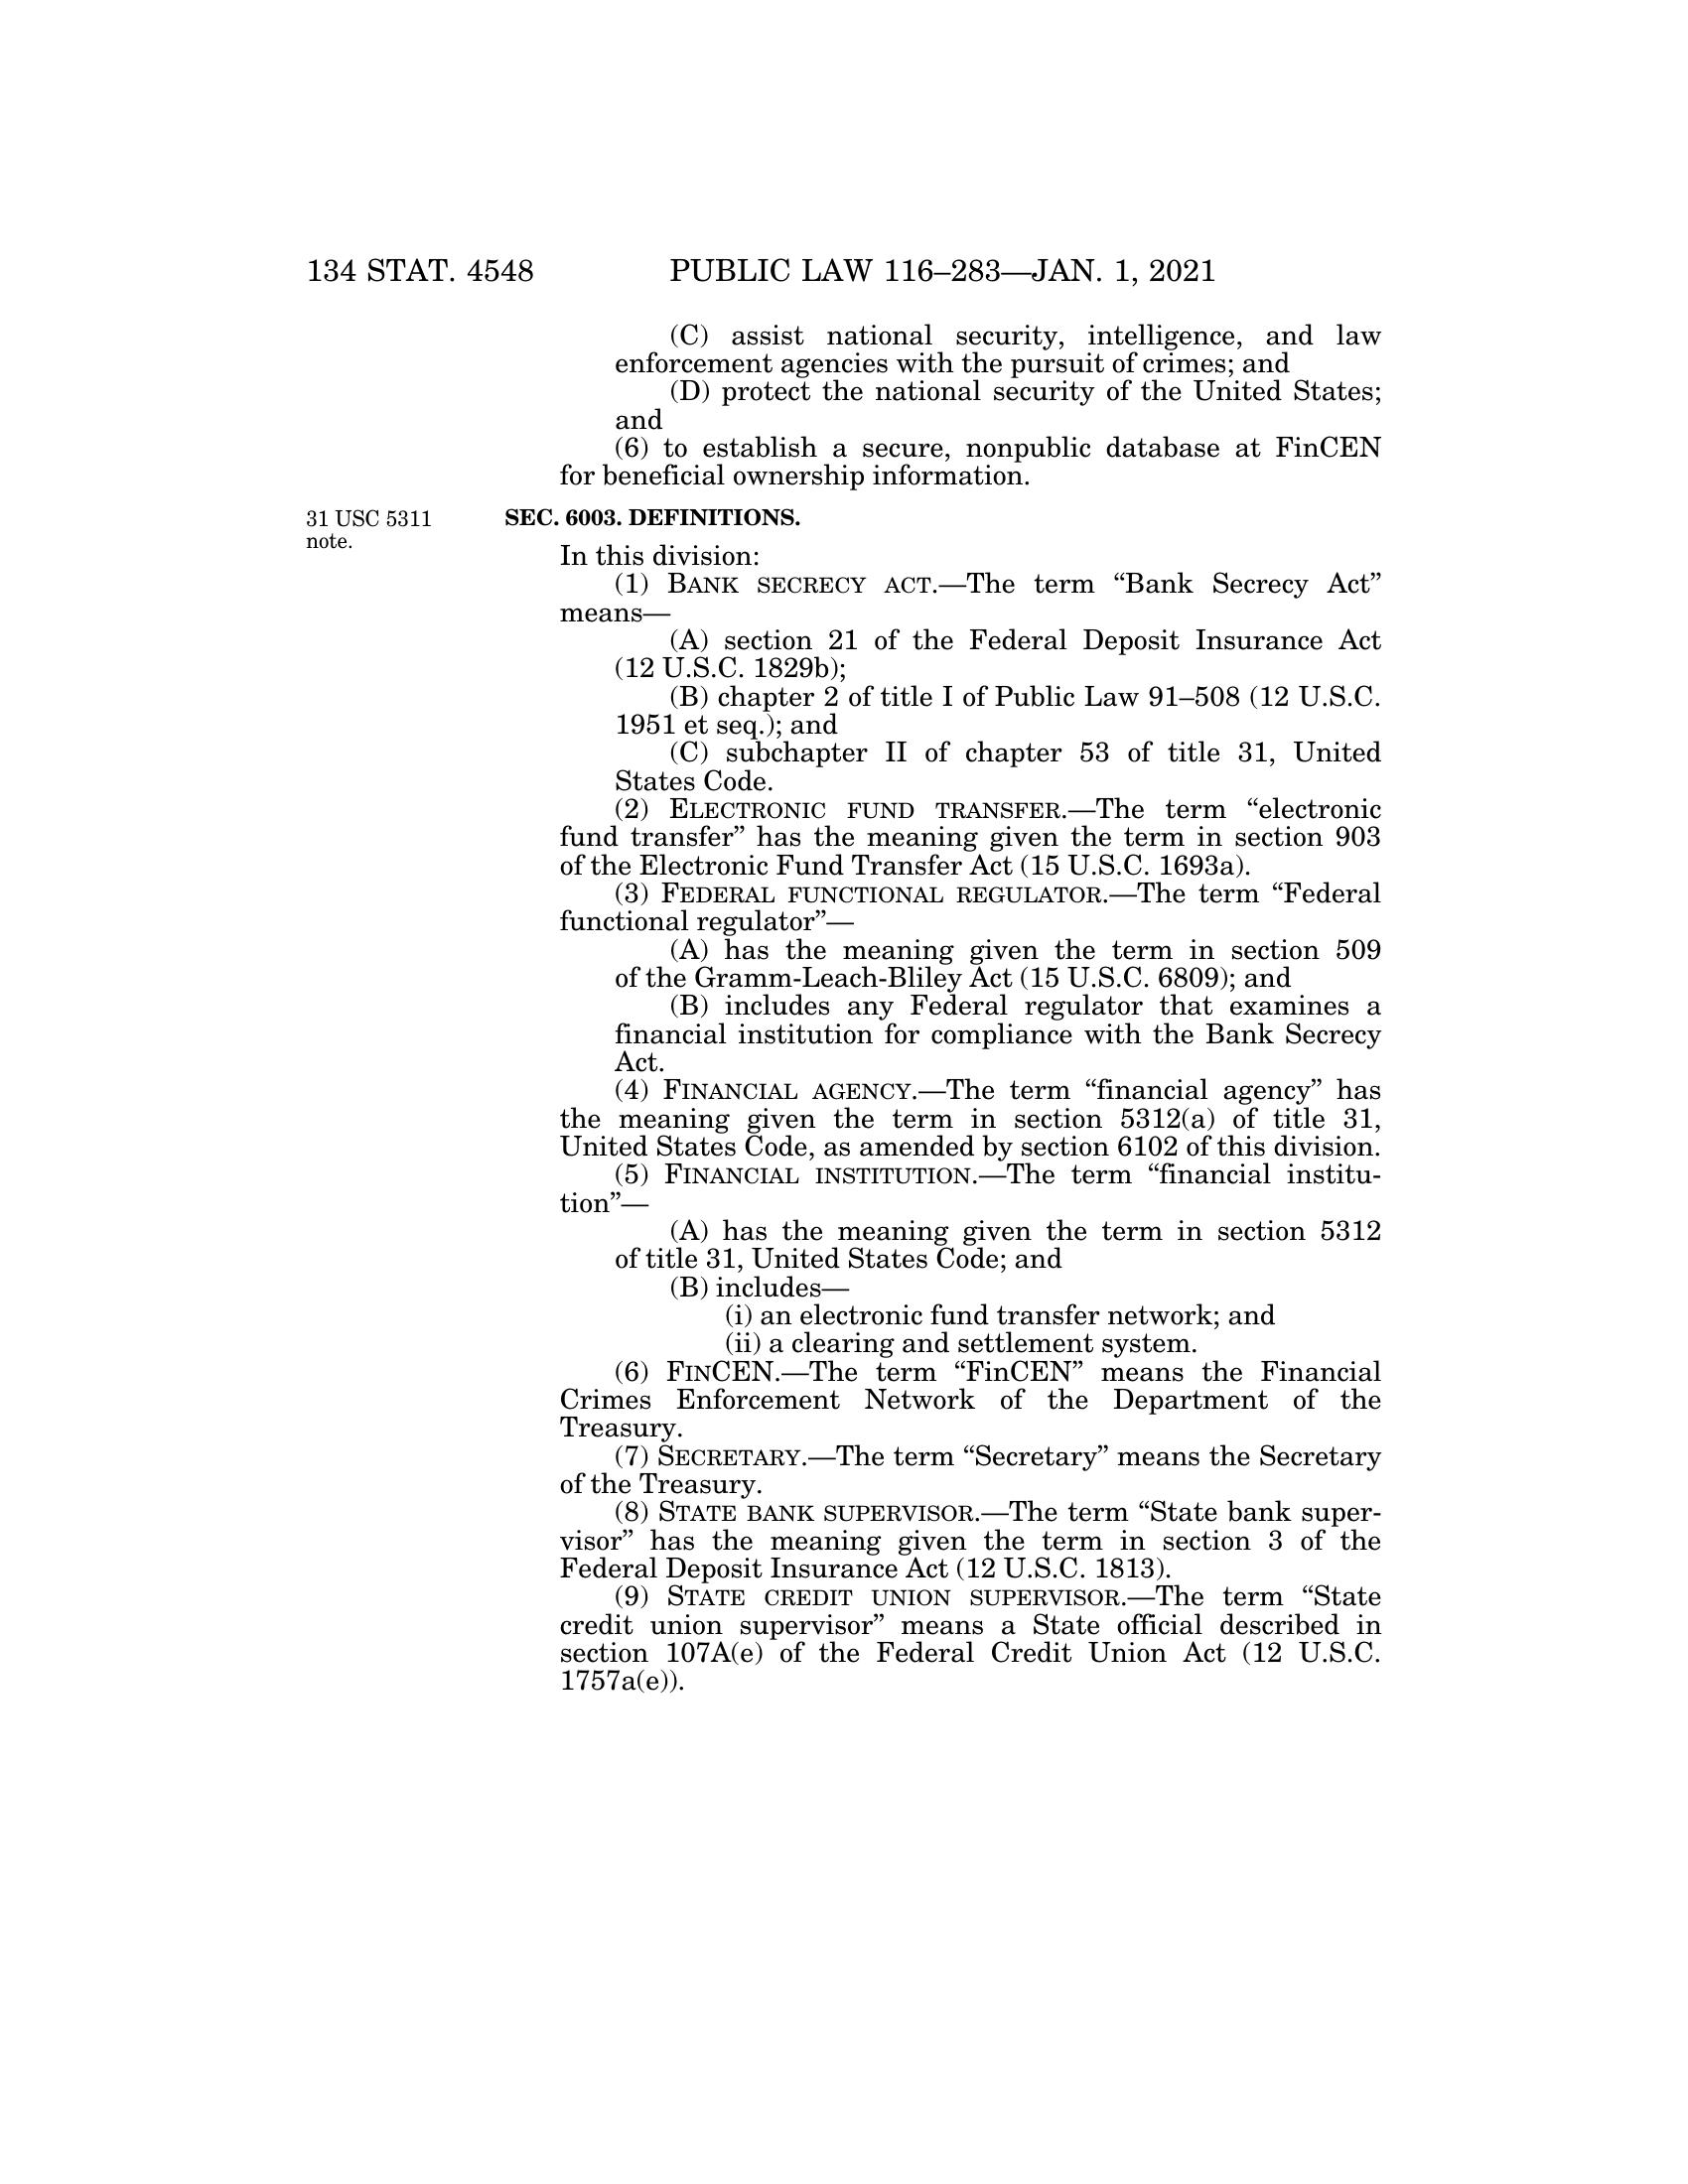 134 STAT. 4548 PUBLIC LAW 116–283—JAN. 1, 2021
(C) assist national security, intelligence, and law
enforcement agencies with the pursuit of crimes; and
(D) protect the national security of the United States;
and
(6) to establish a secure, nonpublic database at FinCEN
for beneficial ownership information.
31 USC 5311
note.
SEC. 6003. DEFINITIONS.
In this division:
(1) BANK SECRECY ACT.—The term “Bank Secrecy Act”
means—
(A) section 21 of the Federal Deposit Insurance Act
(12 U.S.C. 1829b);
(B) chapter 2 of title I of Public Law 91–508 (12 U.S.C.
1951 et seq.); and
(C) subchapter II of chapter 53 of title 31, United
States Code.
(2) ELECTRONIC FUND TRANSFER.—The term “electronic
fund transfer” has the meaning given the term in section 903
of the Electronic Fund Transfer Act (15 U.S.C. 1693a).
(3) FEDERAL FUNCTIONAL REGULATOR.—The term “Federal
functional regulator”—
(A) has the meaning given the term in section 509
of the Gramm-Leach-Bliley Act (15 U.S.C. 6809); and
(B) includes any Federal regulator that examines a
financial institution for compliance with the Bank Secrecy
Act.
(4) FINANCIAL AGENCY.—The term “financial agency” has
the meaning given the term in section 5312(a) of title 31,
United States Code, as amended by section 6102 of this division.
(5) FINANCIAL INSTITUTION.—The term “financial institu-
tion”—
(A) has the meaning given the term in section 5312
of title 31, United States Code; and
(B) includes—
(i) an electronic fund transfer network; and
(ii) a clearing and settlement system.
(6) FINCEN.—The term “FinCEN” means the Financial
Crimes Enforcement Network of the Department of the
Treasury.
(7) SECRETARY.—The term “Secretary” means the Secretary
of the Treasury.
(8) STATE BANK SUPERVISOR.—The term “State bank super-
visor” has the meaning given the term in section 3 of the
Federal Deposit Insurance Act (12 U.S.C. 1813).
(9) STATE CREDIT UNION SUPERVISOR.—The term “State
credit union supervisor” means a State official described in
section 107A(e) of the Federal Credit Union Act (12 U.S.C.
1757a(e)).